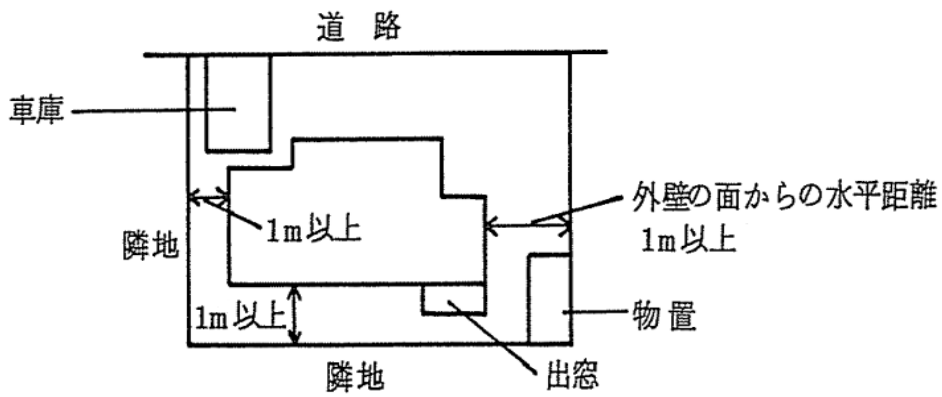 道路
車庫
外壁の面からの水平距離
1m以上
1m以上
隣地
1m以上
物置
隣地
出窓